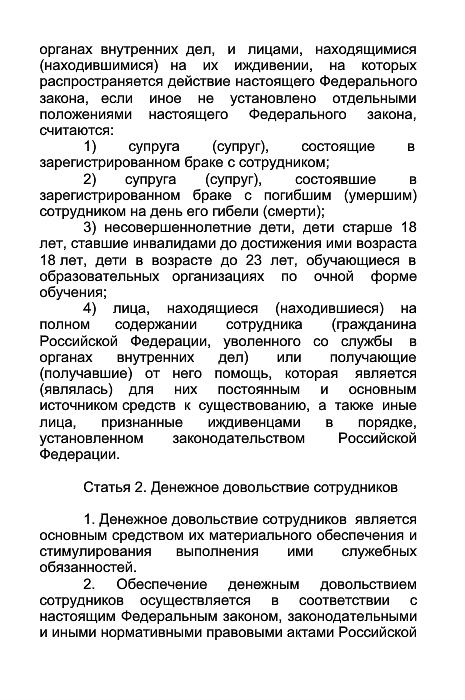 органах внутренних дел, и лицами, находящимися
(находившимися) на их иждивении, на которых
распространяется действие настоящего Федерального
закона, если иное не установлено отдельными
положениями настоящего Федерального закона,
считаются:
1) супруга (супруг), состоящие в
зарегистрированном браке с сотрудником;
2) супруга (супруг), состоявшие в
зарегистрированном браке с погибшим (умершим)
сотрудником на день его гибели (смерти);
3) несовершеннолетние дети, дети старше 18
лет, ставшие инвалидами до достижения ими возраста
18 лет, дети в возрасте до 23 лет, обучающиеся в
образовательных организациях по очной форме
обучения;
4) лица, находящиеся (находившиеся) на
полном содержании сотрудника (гражданина
Российской Федерации, уволенного со службы в
органах внутренних дел) или получающие
(получавшие) от него помощь, которая является
(являлась) для них постоянным и основным
источником средств к существованию, а также иные
лица, признанные иждивенцами в порядке,
установленном законодательством Российской
Федерации.
Статья 2. Денежное довольствие сотрудников
1. Денежное довольствие сотрудников является
основным средством их материального обеспечения и
стимулирования выполнения ими служебных
обязанностей.
2. Обеспечение денежным довольствием
сотрудников осуществляется в соответствии с
настоящим Федеральным законом, законодательными
и иными нормативными правовыми актами Российской